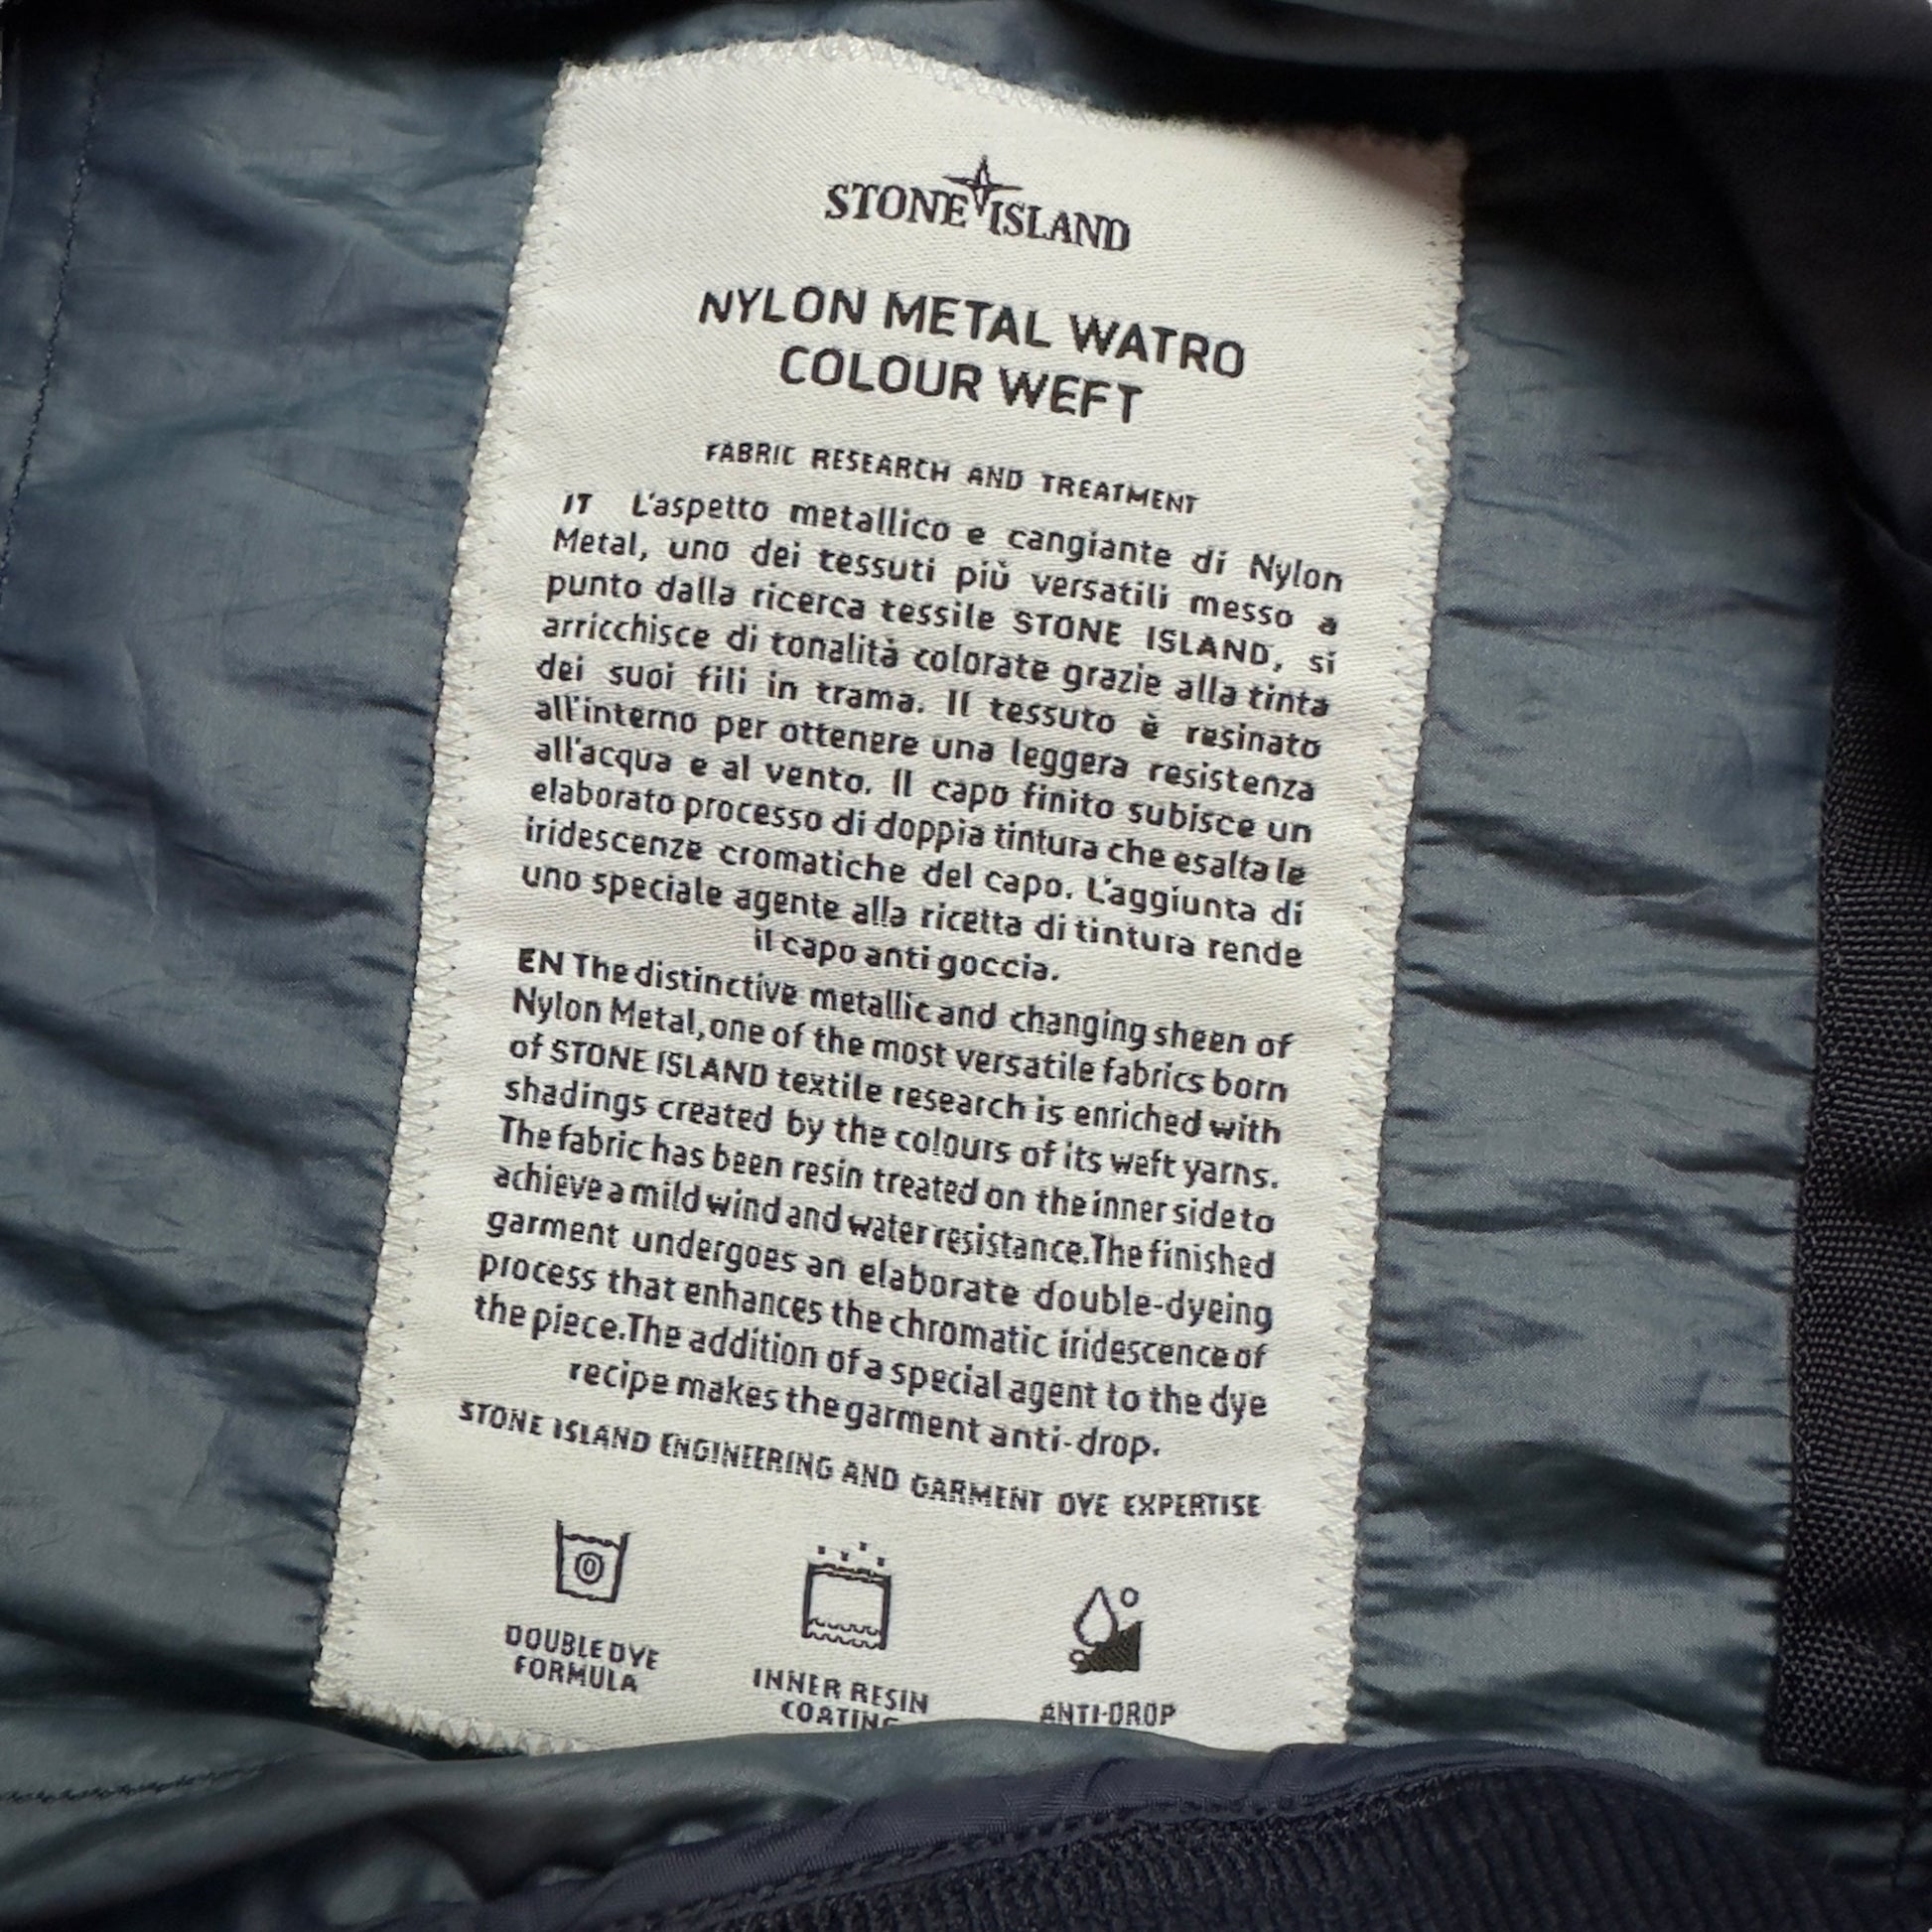 STONE ISLAND
NYLON METAL WATRO
COLOUR WEFT
FABRIC RESEARCH AND TREATMENT
IT L'aspetto metallico e cangiante di Nylon
Metal, uno dei tessuti più versatili messo a
punto dalla ricerca tessile STONE ISLAND, si
arricchisce di tonalità colorate grazie alla tinta
dei suoi fili in trama. Il tessuto è resinato
all'interno per ottenere una leggera resistenza
all'acqua e al vento. Il capo finito subisce un
elaborato processo di doppia tintura che esalta le
iridescenze cromatiche del capo. L'aggiunta di
uno speciale agente alla ricetta di tintura rende
il capo anti goccia.
EN The distinctive metallic and changing sheen of
Nylon Metal, one of the most versatile fabrics born
of STONE ISLAND textile research is enriched with
shadings created by the colours of its weft yarns.
The fabric has been resin treated on the inner side to
achieve a mild wind and water resistance. The finished
garment undergoes an elaborate double-dyeing
process that enhances the chromatic iridescence of
the piece. The addition of a special agent to the dye
recipe makes the garment anti-drop.
STONE ISLAND ENGINEERING AND GARMENT DYE EXPERTISE
DOUBLE DYE
FORMULA
INNER RESIN
COATING
ANTI-DROP